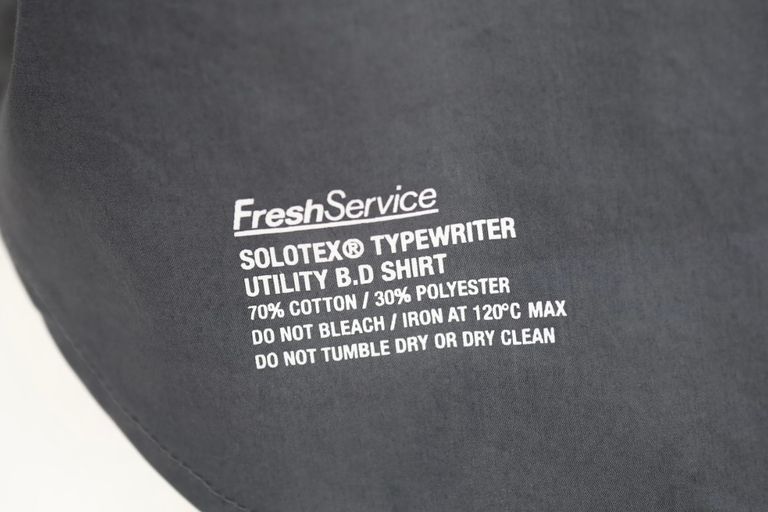 FreshService
SOLOTEX® TYPEWRITER
UTILITY B.D SHIRT
70% COTTON / 30% POLYESTER
DO NOT BLEACH / IRON AT 120°C MAX
DO NOT TUMBLE DRY OR DRY CLEAN